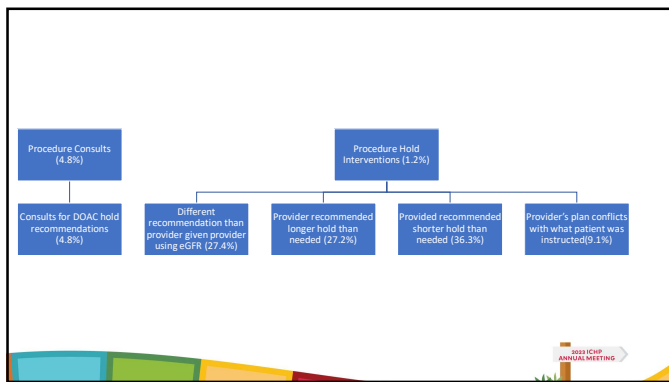 Procedure Consults
(4.8%)
Procedure Hold
Interventions (1.2%)
Consults for DOAC hold
recommendations
(4.8%)
Different
recommendation than
provider given provider
using eGFR (27.4%)
Provider recommended
longer hold than
needed (27.2%)
Provided recommended
shorter hold than
needed (36.3%)
Provider's plan conflicts
with what patient was
instructed(9.1%)
2023 ICHP
ANNUAL MEETING